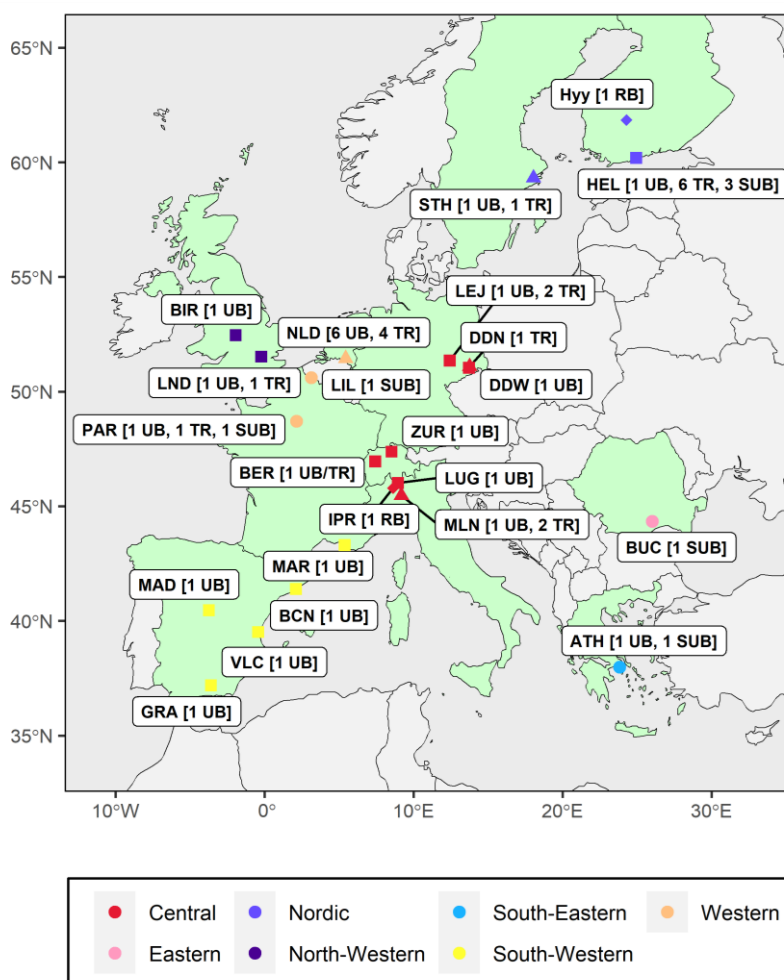 65°N
Hyy [1 RB]
60°N
HEL [1 UB, 6 TR, 3 SUB]
STH [1 UB, 1 TR]
55°N
LEJ [1 UB, 2 TR]
BIR [1 UB]
NLD [6 UB, 4 TR]
DDN [1 TR]
50°N
LND [1 UB, 1 TR]
LIL [1 SUB]
DDW [1 UB]
PAR [1 UB, 1 TR, 1 SUB]
ZUR [1 UB]
BER [1 UB/TR]
LUG [1 UB]
45°N
IPR [1 RB]
MLN [1 UB, 2 TR]
BUC [1 SUB]
MAR [1 UB]
MAD [1 UB]
BCN [1 UB]
40°N
ATH [1 UB, 1 SUB]
VLC [1 UB]
GRA [1 UB]
35°N
10°W
0°
10°E
20°E
30°E
Central
Nordic
South-Eastern
Western
Eastern
North-Western
South-Western